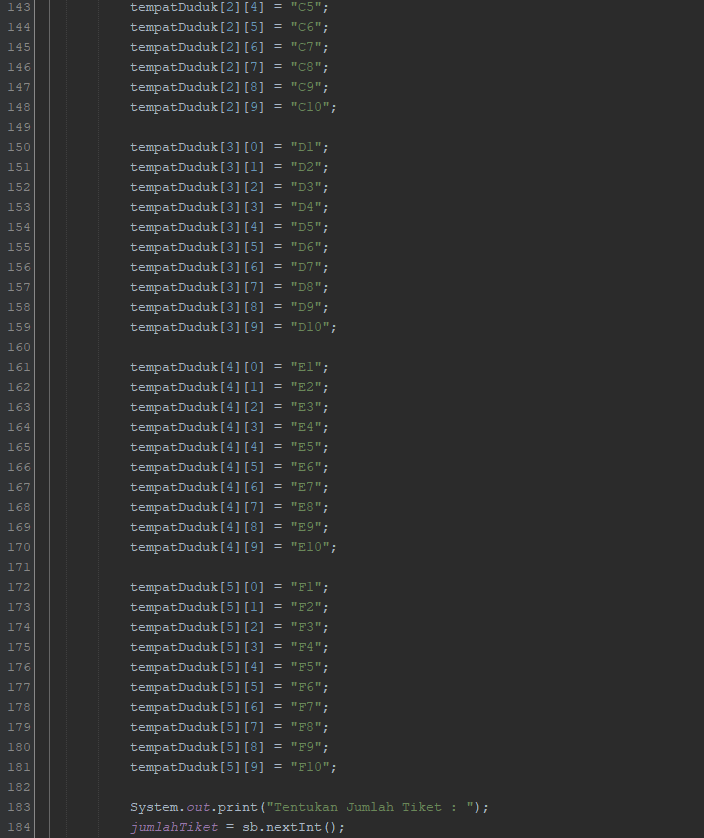 143 tempatDuduk[2][4] = "C5";
144 tempatDuduk[2][5] = "C6";
145 tempatDuduk[2][6] = "C7";
146 tempatDuduk[2][7] = "C8";
147 tempatDuduk[2][8] = "C9";
148 tempatDuduk[2][9] = "C10";
149
150 tempatDuduk[3][0] = "D1";
151 tempatDuduk[3][1] = "D2";
152 tempatDuduk[3][2] = "D3";
153 tempatDuduk[3][3] = "D4";
154 tempatDuduk[3][4] = "D5";
155 tempatDuduk[3][5] = "D6";
156 tempatDuduk[3][6] = "D7";
157 tempatDuduk[3][7] = "D8";
158 tempatDuduk[3][8] = "D9";
159 tempatDuduk[3][9] = "D10";
160
161 tempatDuduk[4][0] = "E1";
162 tempatDuduk[4][1] = "E2";
163 tempatDuduk[4][2] = "E3";
164 tempatDuduk[4][3] = "E4";
165 tempatDuduk[4][4] = "E5";
166 tempatDuduk[4][5] = "E6";
167 tempatDuduk[4][6] = "E7";
168 tempatDuduk[4][7] = "E8";
169 tempatDuduk[4][8] = "E9";
170 tempatDuduk[4][9] = "E10";
171
172 tempatDuduk[5][0] = "F1";
173 tempatDuduk[5][1] = "F2";
174 tempatDuduk[5][2] = "F3";
175 tempatDuduk[5][3] = "F4";
176 tempatDuduk[5][4] = "F5";
177 tempatDuduk[5][5] = "F6";
178 tempatDuduk[5][6] = "F7";
179 tempatDuduk[5][7] = "F8";
180 tempatDuduk[5][8] = "F9";
181 tempatDuduk[5][9] = "F10";
182
183 System.out.print("Tentukan Jumlah Tiket : ");
184 jumlahTiket = sb.nextInt();